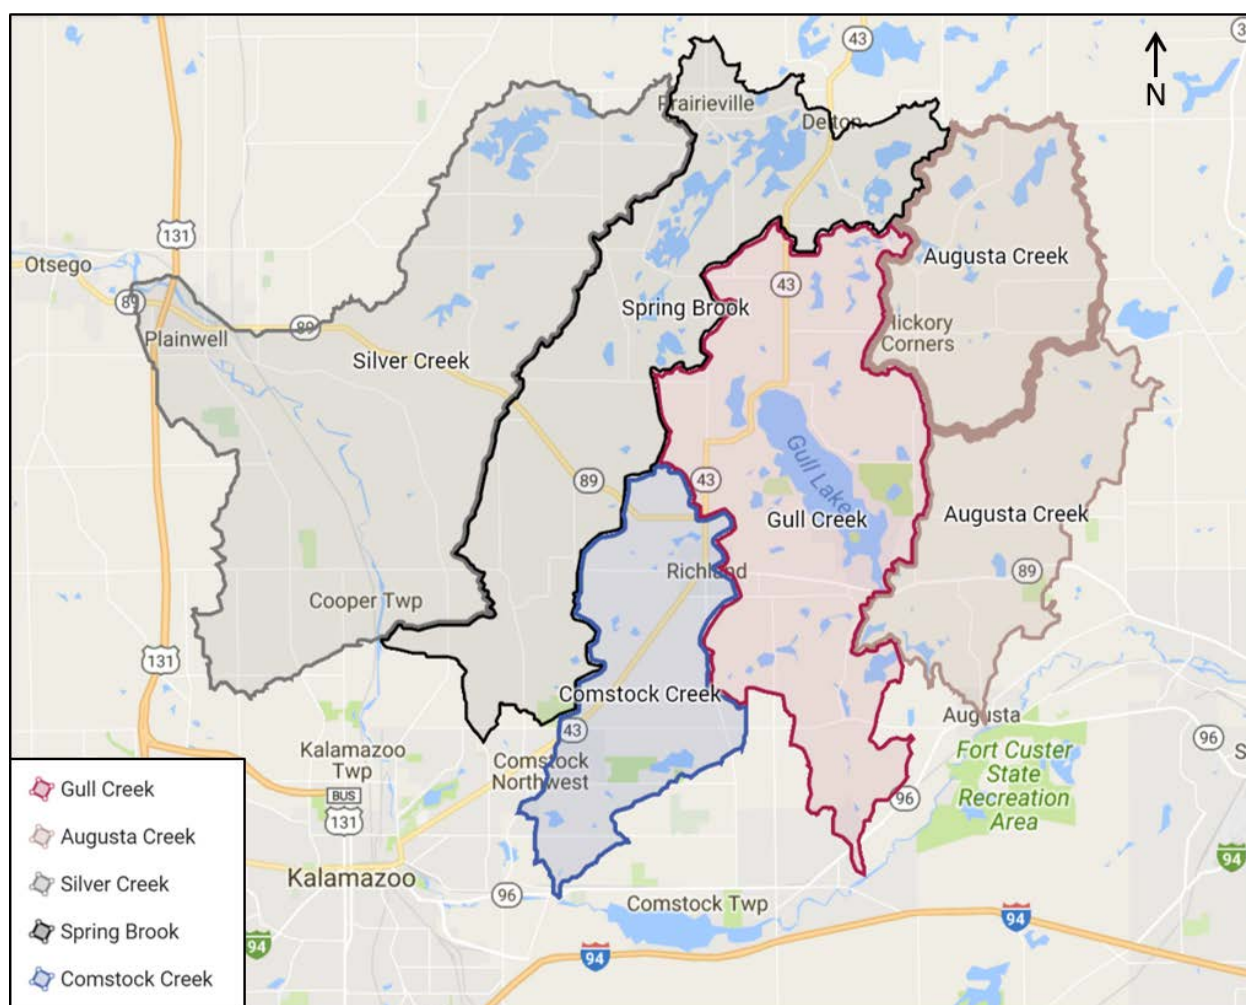 43
3
N
Prairieville
Delton
131
Otsego
Augusta Creek
89
43
Spring Brook
Hickory
Corners
89
Plainwell
Silver Creek
Gull Lake
89
43
Gull Creek
Augusta Creek
Richland
89
Cooper Twp
131
Comstock Creek
Augusta
43
96
S
Kalamazoo
Twp
Comstock
Northwest
Fort Custer
State
Recreation
Area
BUS
131
96
Gull Creek
Augusta Creek
Silver Creek
Spring Brook
Comstock Creek
94
Kalamazoo
96
Comstock Twp
94
94
94